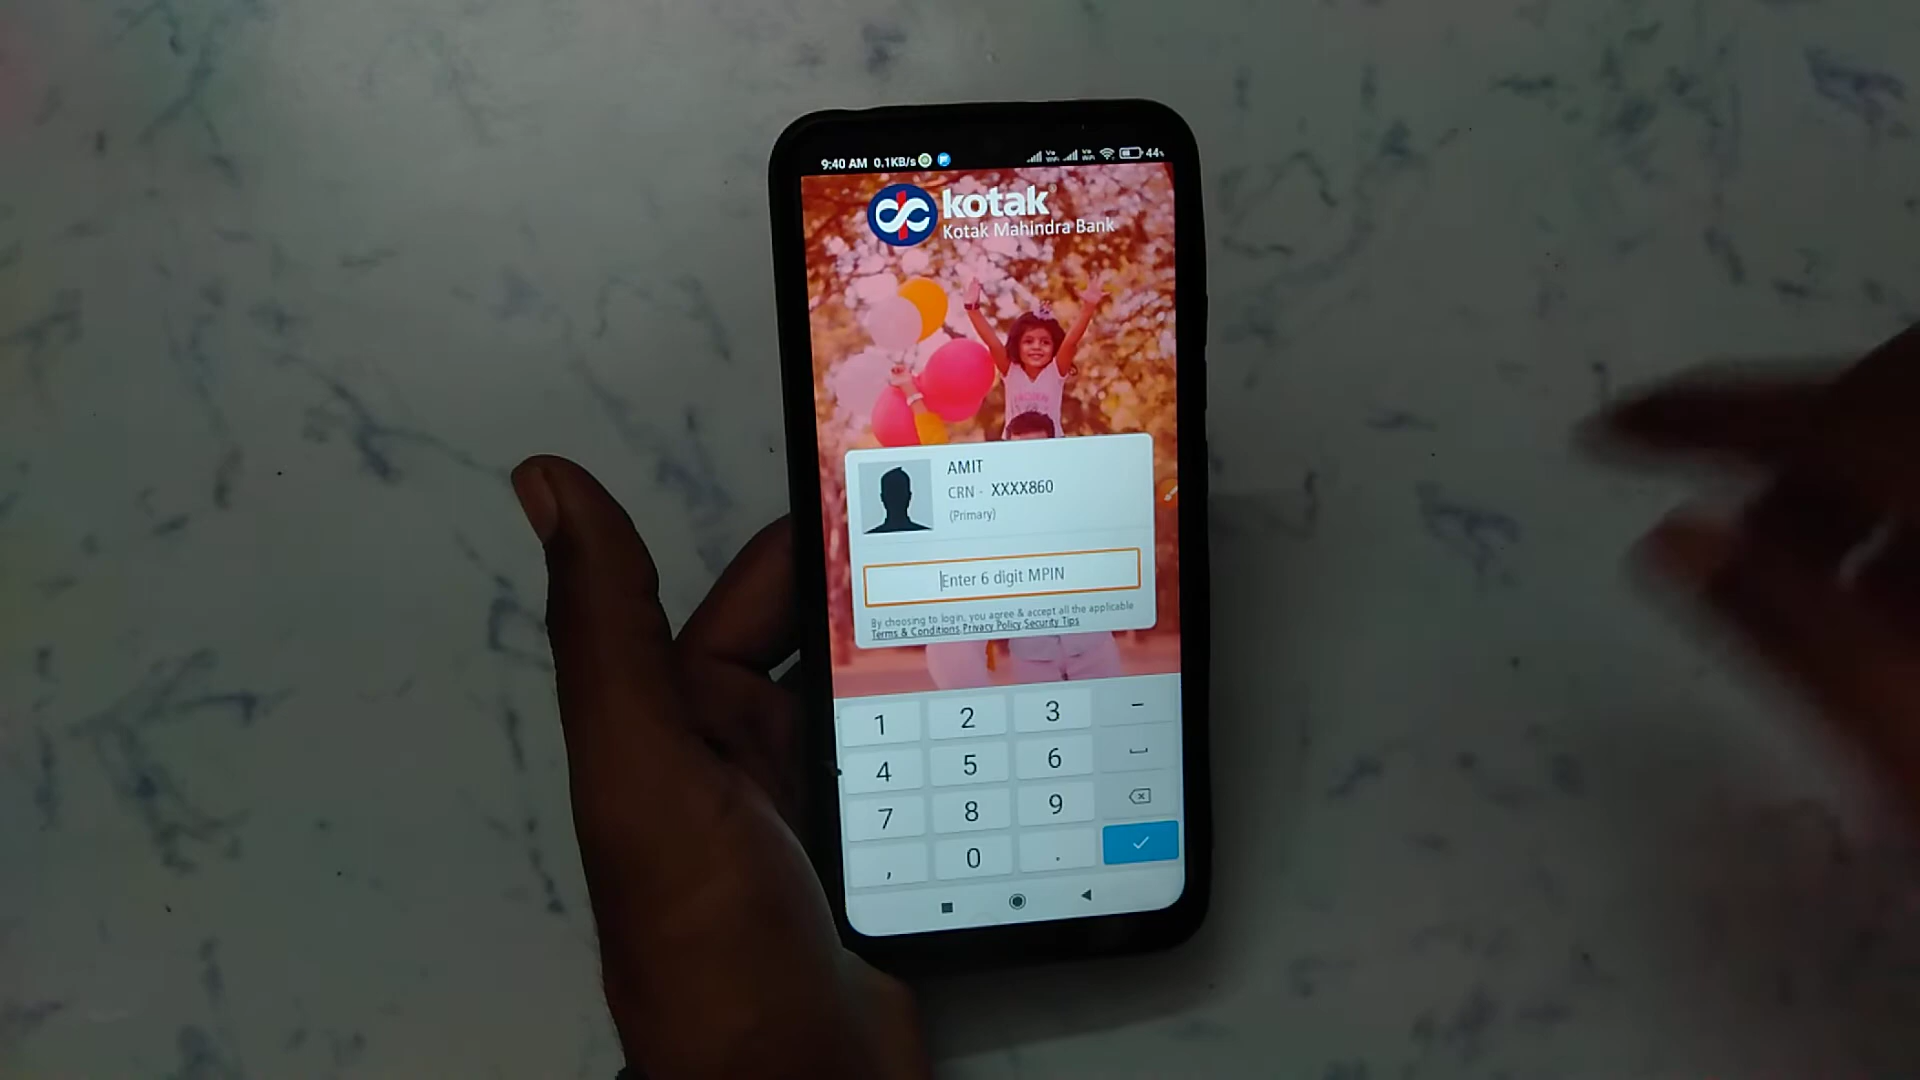 9:40 AM 0.1KB/s 44%
kotak®
Kotak Mahindra Bank
AMIT
CRN - XXXX860
(Primary)
Enter 6 digit MPIN
By choosing to login, you agree & accept all the applicable
Terms & Conditions,Privacy Policy,Security Tips
1 2 3 -
4 5 6
7 8 9
, 0 .